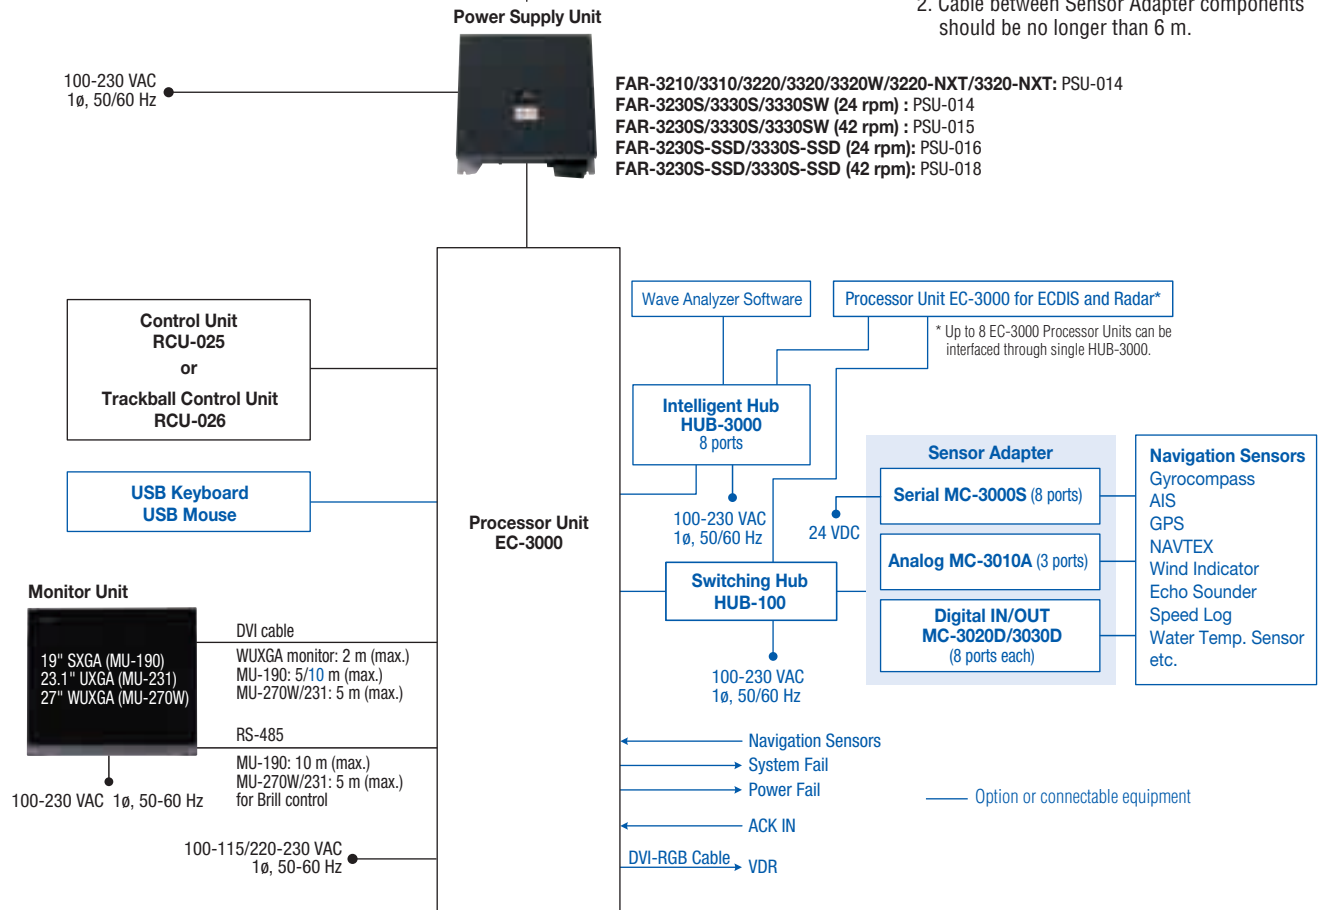 2. Cable between Sensor Adapter components
should be no longer than 6 m.
Power Supply Unit
100-230 VAC
1ø, 50/60 Hz
FAR-3210/3310/3220/3320/3320W/3220-NXT/3320-NXT: PSU-014
FAR-3230S/3330S/3330SW (24 rpm) : PSU-014
FAR-3230S/3330S/3330SW (42 rpm) : PSU-015
FAR-3230S-SSD/3330S-SSD (24 rpm): PSU-016
FAR-3230S-SSD/3330S-SSD (42 rpm): PSU-018
Control Unit
RCU-025
or
Trackball Control Unit
RCU-026
USB Keyboard
USB Mouse
Monitor Unit
19" SXGA (MU-190)
23.1" UXGA (MU-231)
27" WUXGA (MU-270W)
DVI cable
WUXGA monitor: 2 m (max.)
MU-190: 5/10 m (max.)
MU-270W/231: 5 m (max.)
RS-485
MU-190: 10 m (max.)
MU-270W/231: 5 m (max.)
for Brill control
100-230 VAC 1ø, 50-60 Hz
100-115/220-230 VAC
1ø, 50-60 Hz
Processor Unit
EC-3000
Wave Analyzer Software
Processor Unit EC-3000 for ECDIS and Radar*
* Up to 8 EC-3000 Processor Units can be
interfaced through single HUB-3000.
Intelligent Hub
HUB-3000
8 ports
100-230 VAC
1ø, 50/60 Hz
24 VDC
Switching Hub
HUB-100
100-230 VAC
1ø, 50/60 Hz
Sensor Adapter
Serial MC-3000S (8 ports)
Analog MC-3010A (3 ports)
Digital IN/OUT
MC-3020D/3030D
(8 ports each)
Navigation Sensors
Gyrocompass
AIS
GPS
NAVTEX
Wind Indicator
Echo Sounder
Speed Log
Water Temp. Sensor
etc.
Navigation Sensors
System Fail
Power Fail
ACK IN
DVI-RGB Cable
VDR
Option or connectable equipment